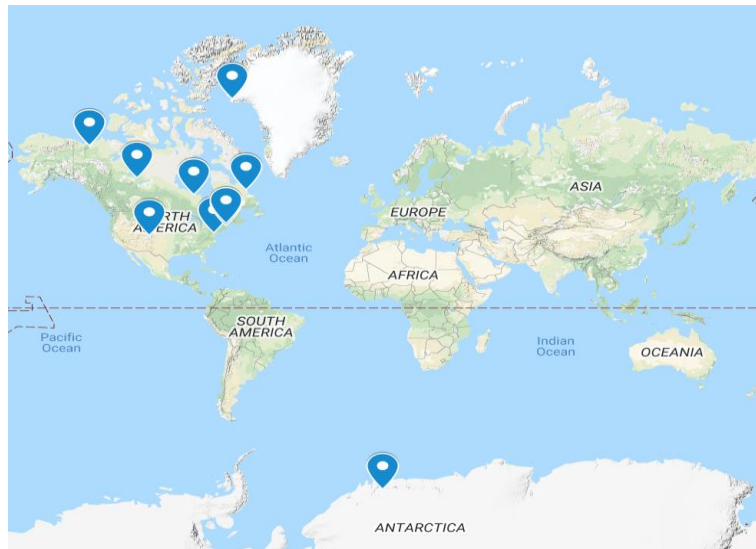 ASIA
NORTH
AMERICA
EUROPE
Atlantic
Ocean
AFRICA
SOUTH
AMERICA
Pacific
Ocean
Indian
Ocean
OCEANIA
ANTARCTICA